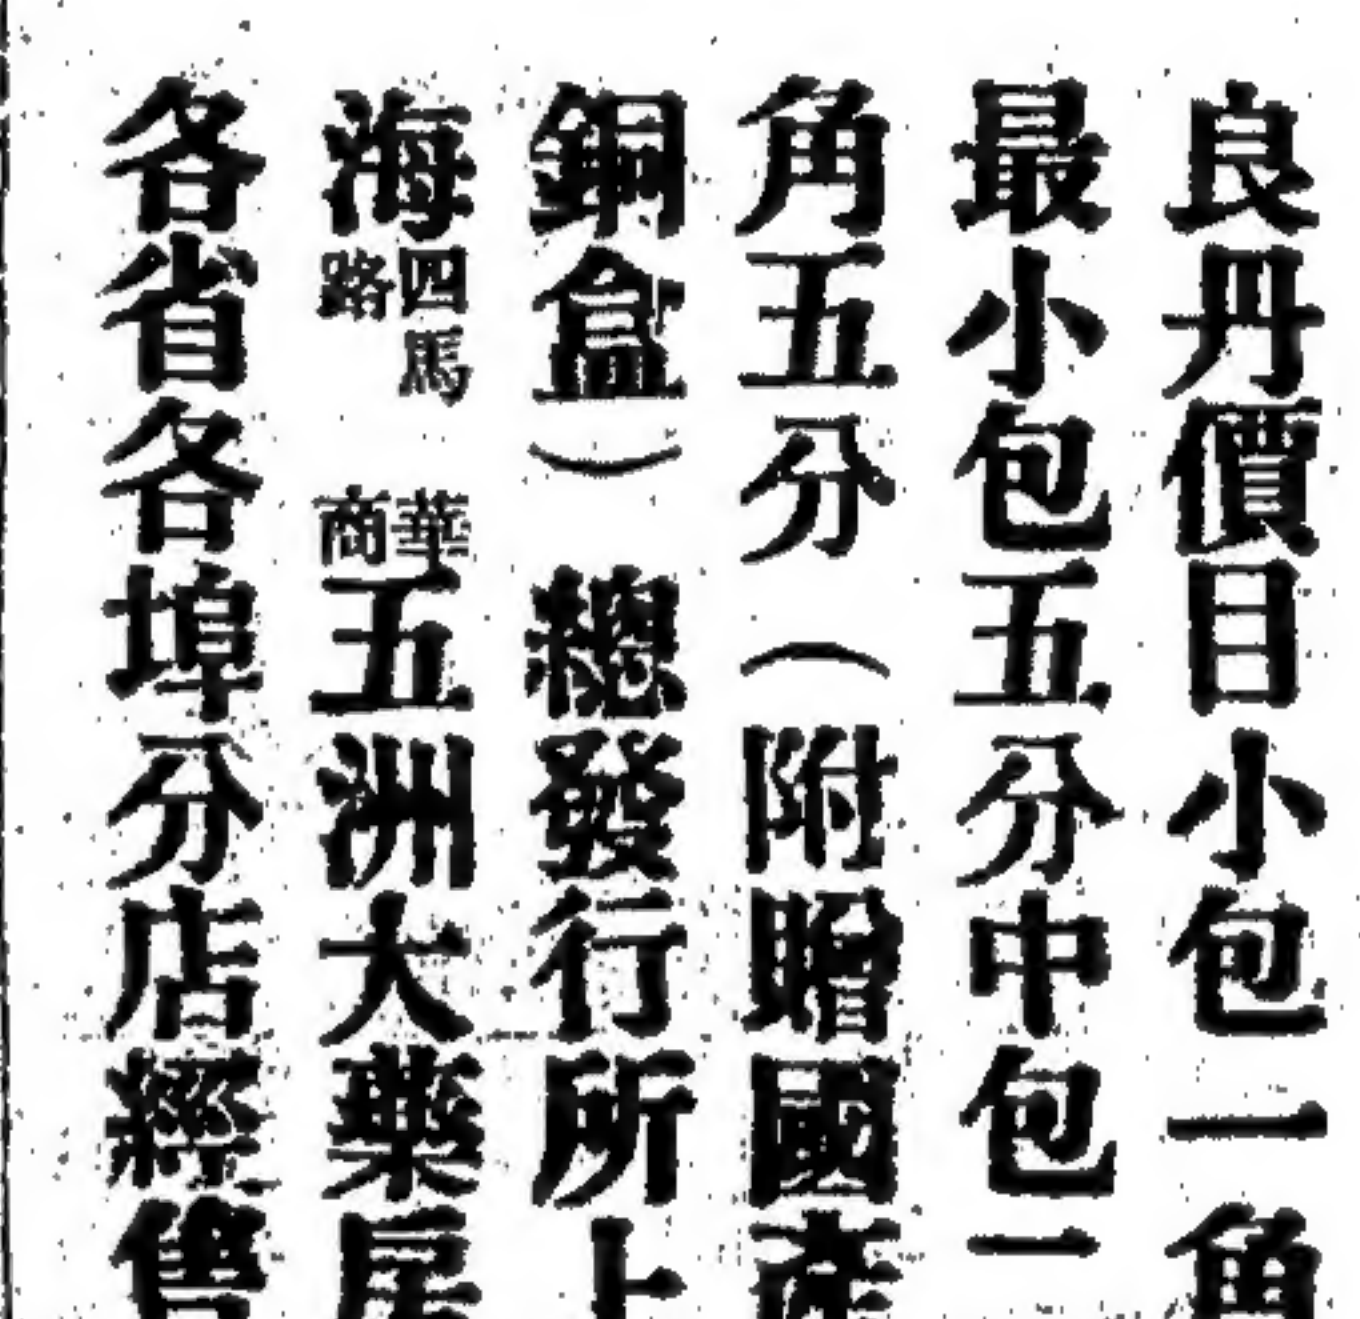 良丹價目小包一角
最小包五分中包一
角五分（附贈國產
銅盒）總發行所上
海四馬路 華商五洲大藥房
各省各埠分店經售